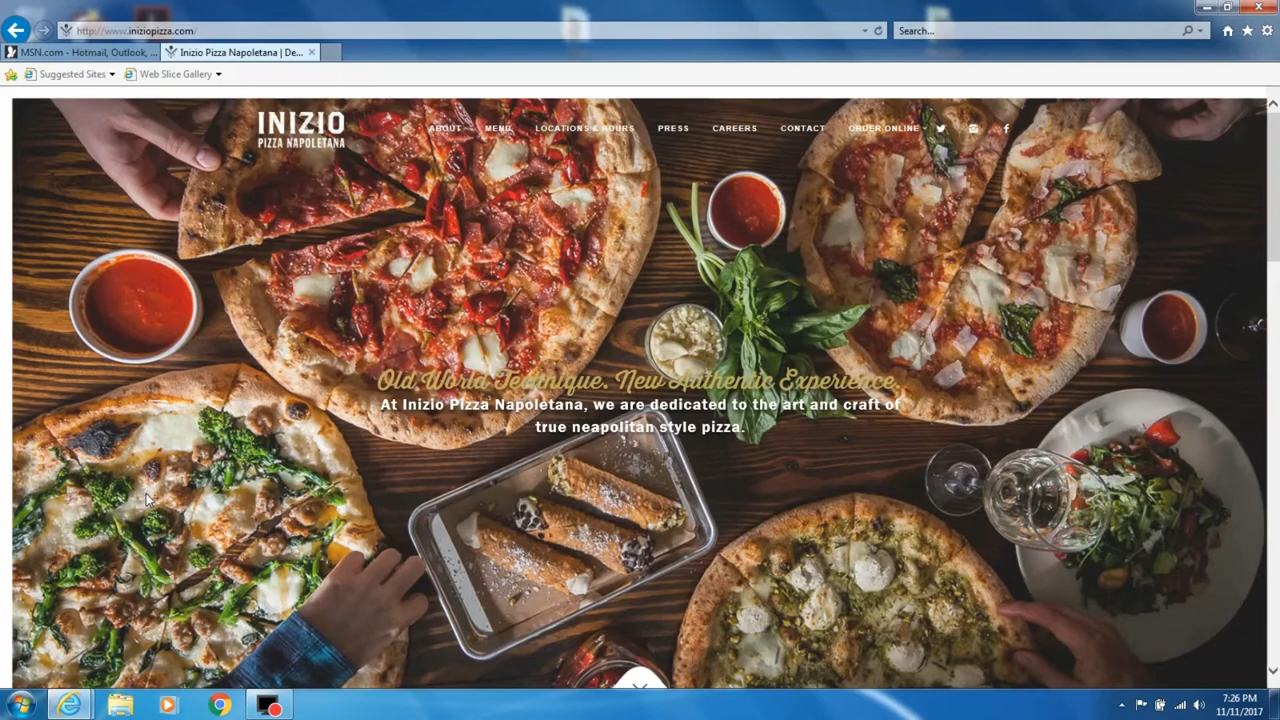 http://www.iniziopizza.com/
Search...
MSN.com - Hotmail, Outlook, ...
Inizio Pizza Napoletana | De...
Suggested Sites
Web Slice Gallery
INIZIO
PIZZA NAPOLETANA
ABOUT MENU LOCATIONS & HOURS PRESS CAREERS CONTACT ORDER ONLINE
Old World Technique. New Authentic Experience.
At Inizio Pizza Napoletana, we are dedicated to the art and craft of
true neapolitan style pizza.
7:26 PM
11/11/2017